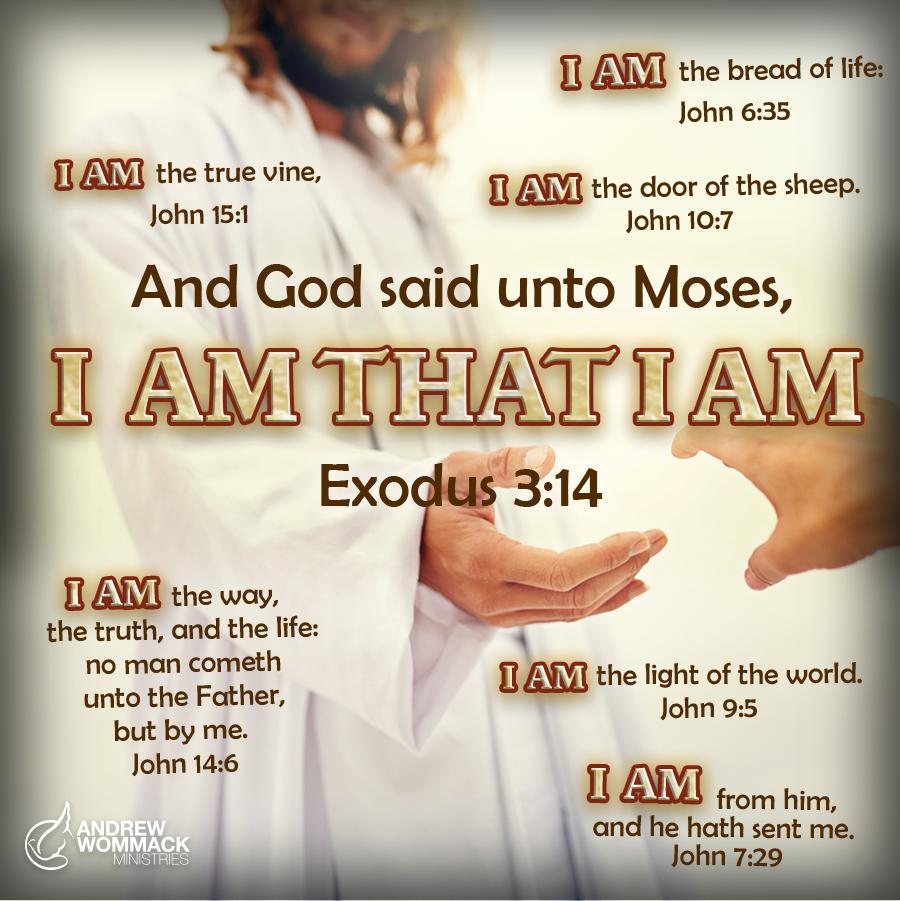 I AM the bread of life:
John 6:35
I AM the true vine,
John 15:1
I AM the door of the sheep.
John 10:7
And God said unto Moses,
I AM THAT I AM
Exodus 3:14
I AM the way,
the truth, and the life:
no man cometh
unto the Father,
but by me.
John 14:6
I AM the light of the world.
John 9:5
I AM from him,
and he hath sent me.
John 7:29
ANDREW
WOMMACK
MINISTRIES